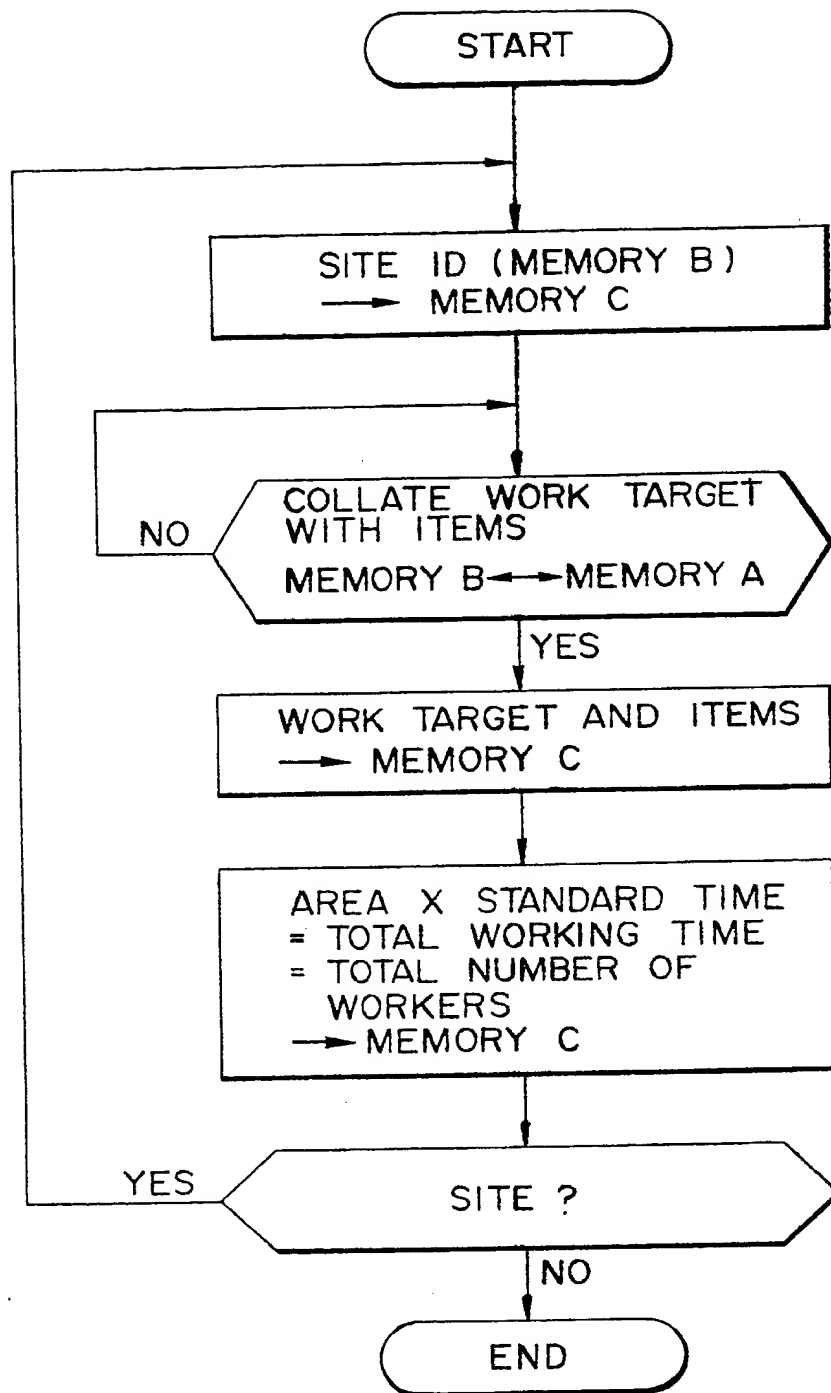 START
SITE ID (MEMORY B)
→ MEMORY C
COLLATE WORK TARGET
WITH ITEMS
NO
MEMORY B ↔ MEMORY A
YES
WORK TARGET AND ITEMS
→ MEMORY C
AREA X STANDARD TIME
= TOTAL WORKING TIME
= TOTAL NUMBER OF
WORKERS
→ MEMORY C
YES
SITE ?
NO
END